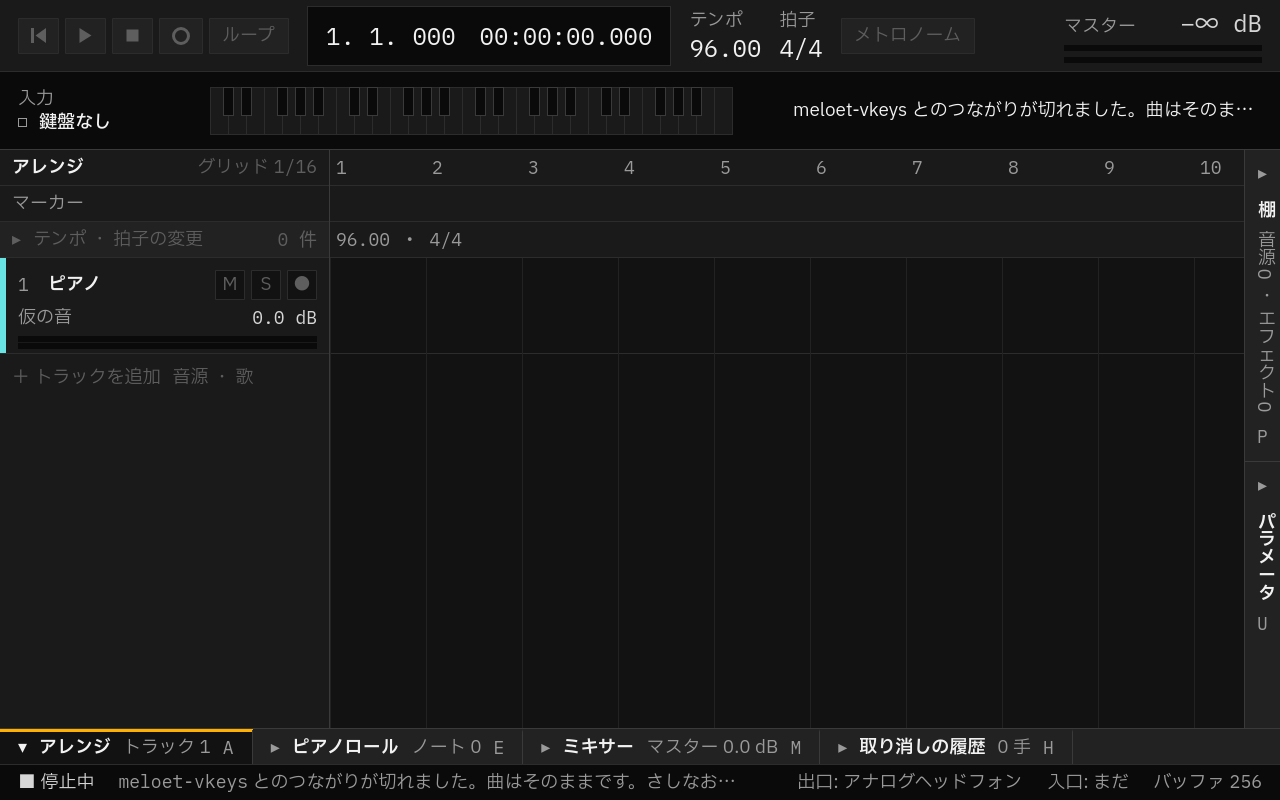 ループ
1. 1. 000 00:00:00.000
テンポ
96.00
拍子
4/4
メトロノーム
マスター
−∞ dB
入力
鍵盤なし
meloet-vkeys とのつながりが切れました。曲はそのま…
アレンジ グリッド 1/16
1 2 3 4 5 6 7 8 9 10
マーカー
テンポ · 拍子の変更 0 件
96.00 · 4/4
1 ピアノ M S
仮の音 0.0 dB
+ トラックを追加 音源 · 歌
棚 音源0 · エフェクト0 P
パラメータ U
アレンジ トラック 1 A
ピアノロール ノート 0 E
ミキサー マスター 0.0 dB M
取り消しの履歴 0 手 H
停止中 meloet-vkeys とのつながりが切れました。曲はそのままです。さしなお… 出口: アナログヘッドフォン 入口: まだ バッファ 256